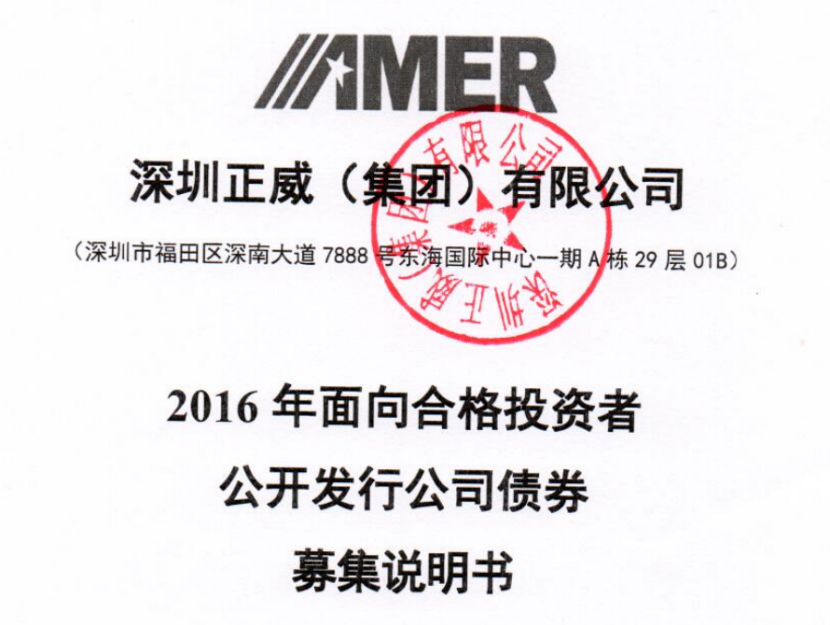 AMER
深圳正威（集团）有限公司
（深圳市福田区深南大道 7888 号东海国际中心一期 A 栋 29 层 01B）
深圳正威（集团）有限公司
2016 年面向合格投资者
公开发行公司债券
募集说明书